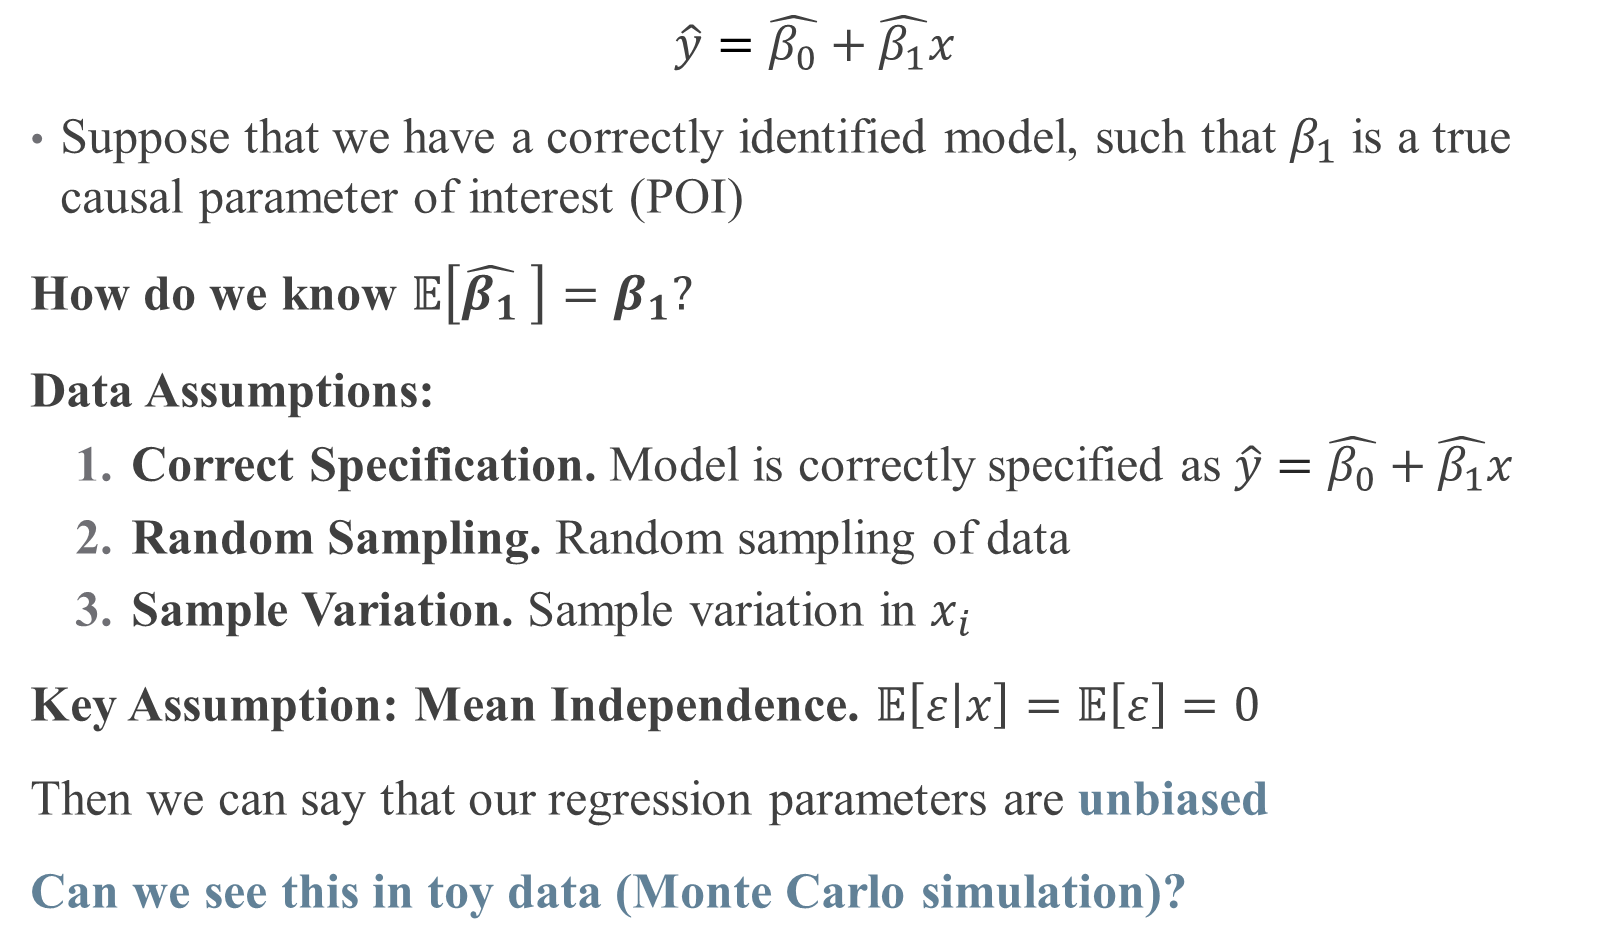 ŷ = β̂₀ + β̂₁x
• Suppose that we have a correctly identified model, such that β₁ is a true
causal parameter of interest (POI)
How do we know 𝔼[β̂₁] = β₁?
Data Assumptions:
1. Correct Specification. Model is correctly specified as ŷ = β̂₀ + β̂₁x
2. Random Sampling. Random sampling of data
3. Sample Variation. Sample variation in xᵢ
Key Assumption: Mean Independence. 𝔼[ε|x] = 𝔼[ε] = 0
Then we can say that our regression parameters are unbiased
Can we see this in toy data (Monte Carlo simulation)?